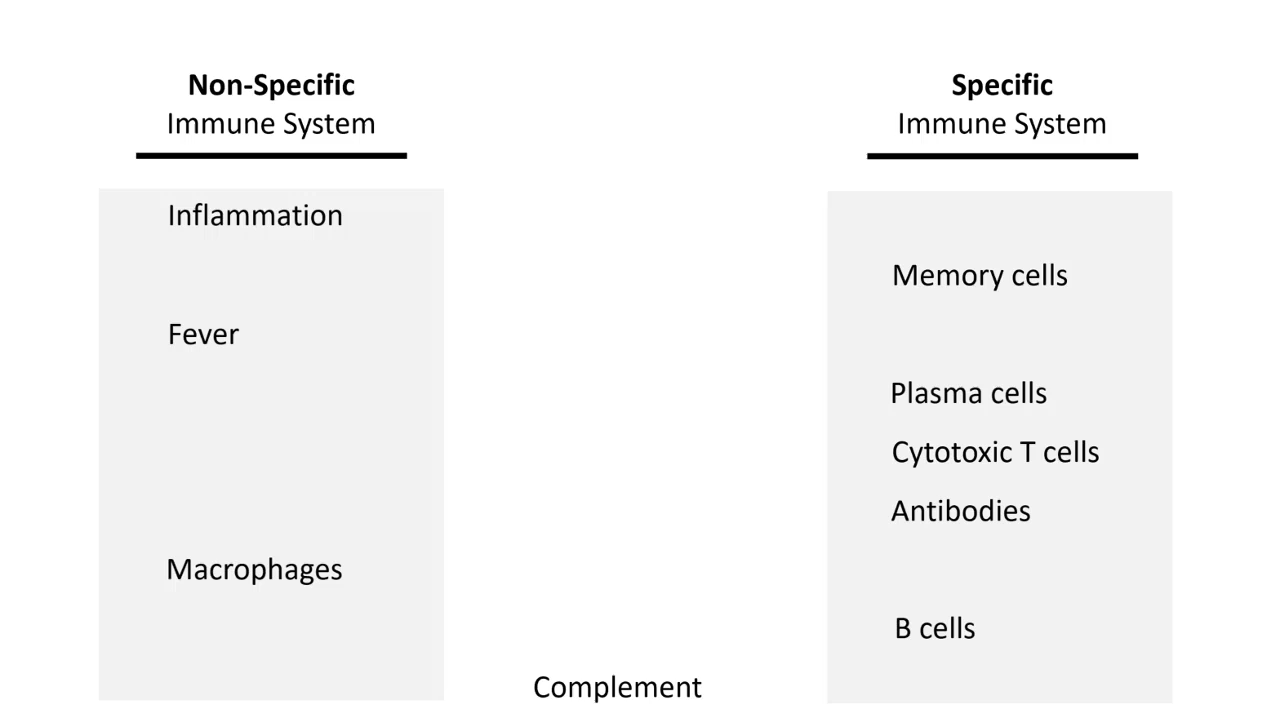 Non-Specific
Immune System
Inflammation
Fever
Macrophages
Complement
Specific
Immune System
Memory cells
Plasma cells
Cytotoxic T cells
Antibodies
B cells